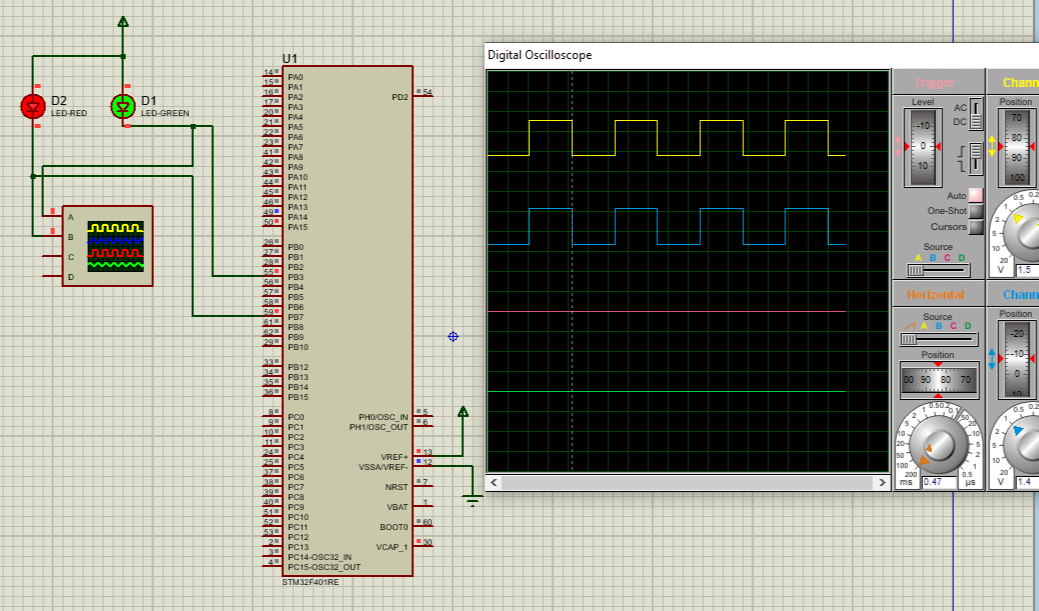 Digital Oscilloscope
D2
LED-RED
D1
LED-GREEN
A
B
C
D
U1
14 PA0
15 PA1
16 PA2
17 PA3
20 PA4
21 PA5
22 PA6
23 PA7
41 PA8
42 PA9
43 PA10
44 PA11
45 PA12
46 PA13
49 PA14
50 PA15
26 PB0
27 PB1
28 PB2
55 PB3
56 PB4
57 PB5
58 PB6
59 PB7
61 PB8
62 PB9
29 PB10
33 PB12
34 PB13
35 PB14
36 PB15
8 PC0
9 PC1
10 PC2
11 PC3
24 PC4
25 PC5
37 PC6
38 PC7
39 PC8
40 PC9
51 PC10
52 PC11
53 PC12
2 PC13
3 PC14-OSC32_IN
4 PC15-OSC32_OUT
PD2 54
PH0/OSC_IN 5
PH1/OSC_OUT 6
VREF+ 13
VSSA/VREF- 12
NRST 7
VBAT 1
BOOT0 60
VCAP_1 30
STM32F401RE
Trigger
Level
-10
0
10
AC
DC
Auto
One-Shot
Cursors
Source
A B C D
Horizontal
Source
A B C D
Position
00 90 80 70
1 0.5 0.2 0.1
2
5
10
20
50
100
200
ms
0.47
50
20
10
5
2
1
0.5
µs
Position
70
80
90
100
0.5 0.2
1
2
5
10
20
V
1.5
Position
-20
-10
0
10
0.5 0.2
1
2
5
10
20
V
1.4